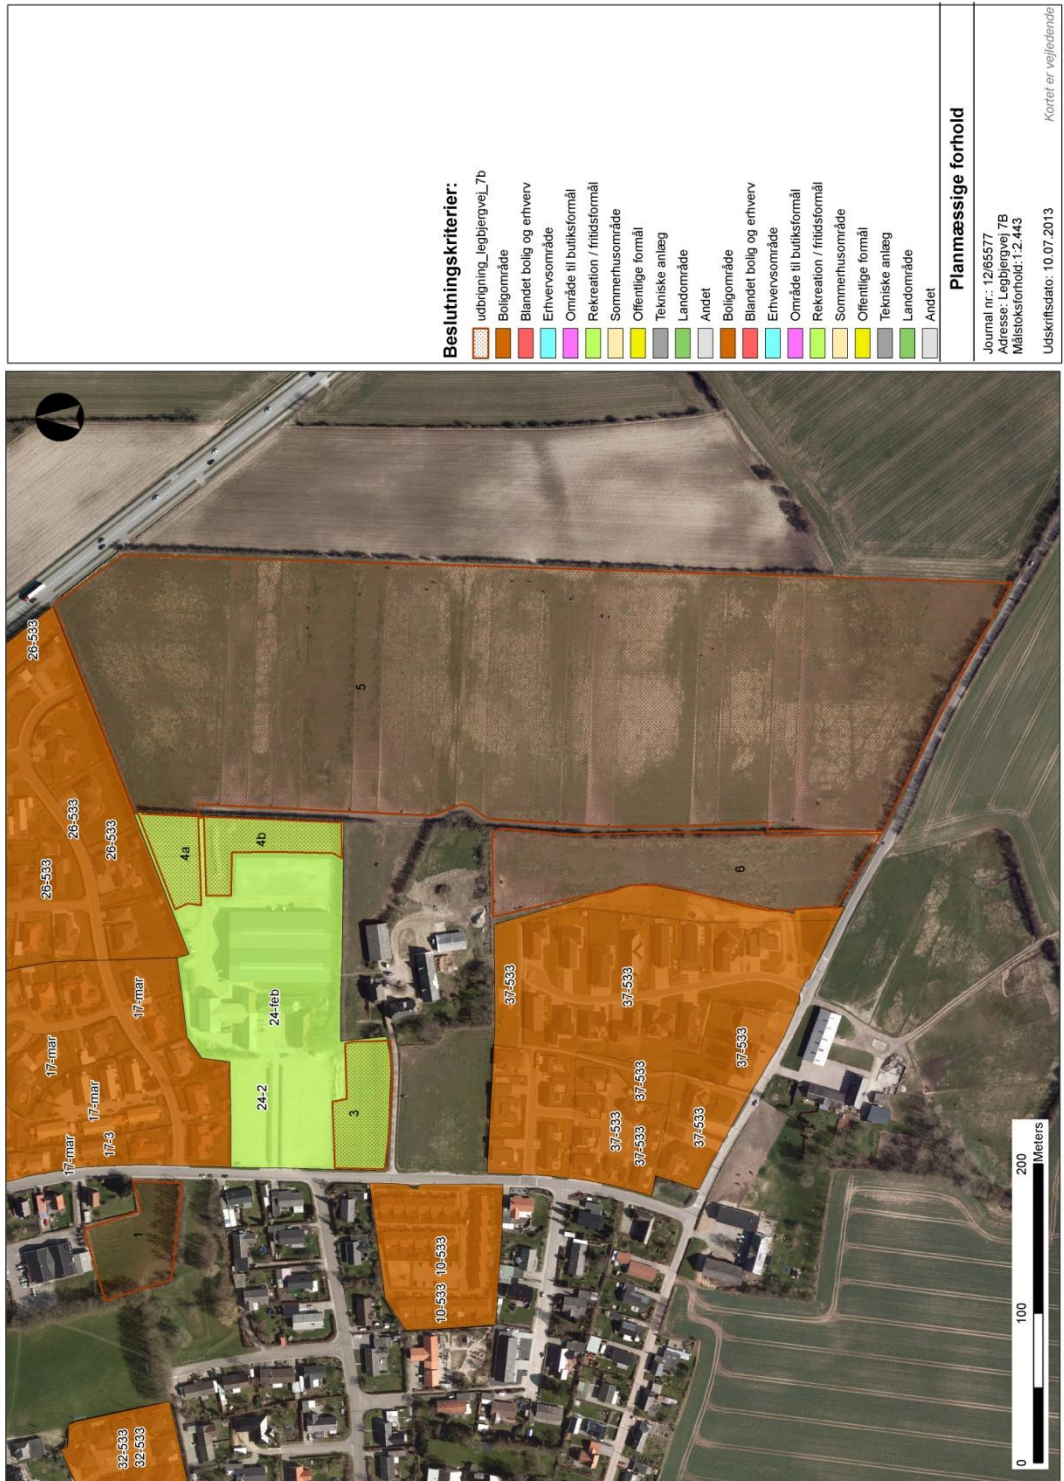 26-533
26-533
26-533
26-533
17-mar
17-mar
17-mar
17-mar
17-3
1
32-533
32-533
4a
4b
5
24-feb
24-2
3
6
10-533
10-533
37-533
37-533
37-533
37-533
37-533
37-533
37-533
0
100
200
Meters
Beslutningskriterier:
udbrigning_legbjergvej_7b
Boligområde
Blandet bolig og erhverv
Erhvervsområde
Område til butiksformål
Rekreation / fritidsformål
Sommerhusområde
Offentlige formål
Tekniske anlæg
Landområde
Andet
Boligområde
Blandet bolig og erhverv
Erhvervsområde
Område til butiksformål
Rekreation / fritidsformål
Sommerhusområde
Offentlige formål
Tekniske anlæg
Landområde
Andet
Planmæssige forhold
Journal nr.: 12/65577
Adresse: Legbjergvej 7B
Målstoksforhold: 1:2.443
Udskriftsdato: 10.07.2013
Kortet er vejledende